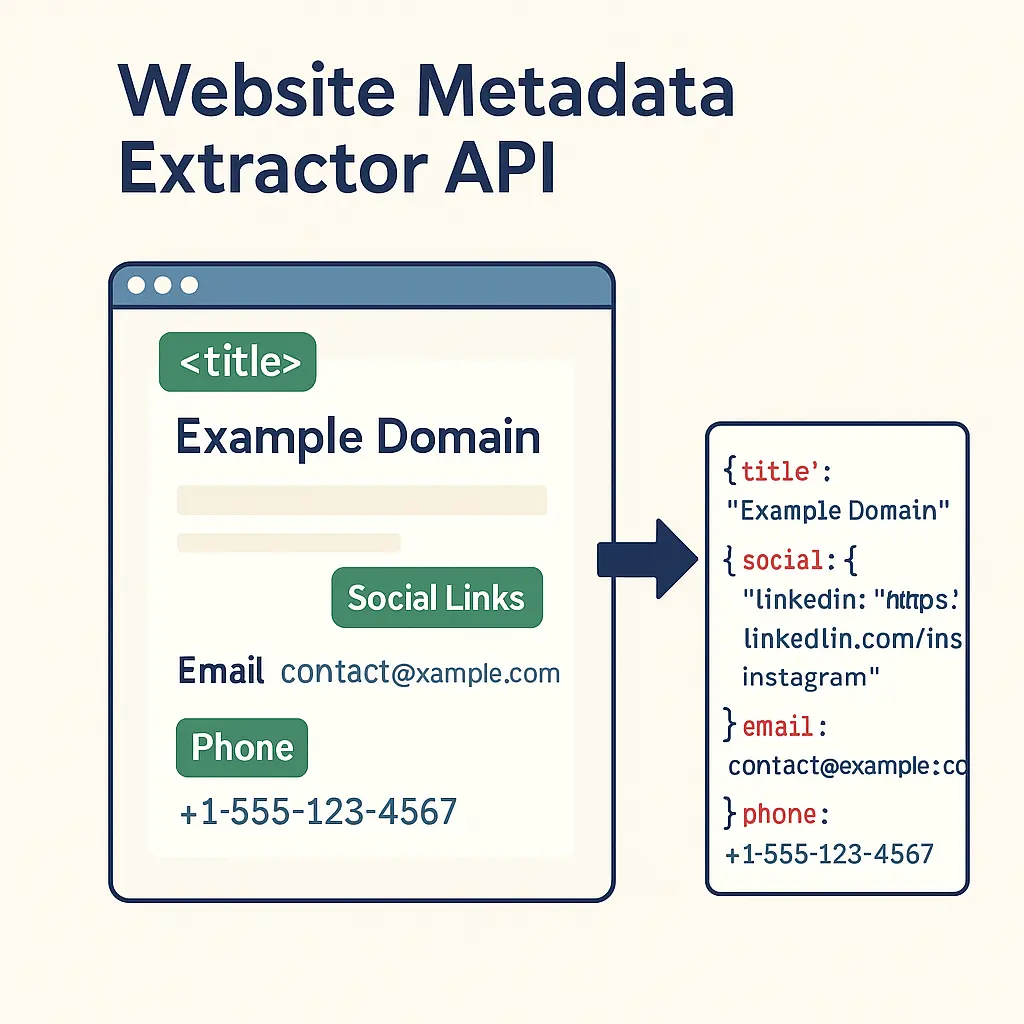 Website Metadata
Extractor API
<title>
Example Domain
Social Links
Email contact@xample.com
Phone
+1-555-123-4567
{title’:
"Example Domain"
{social:{
"linkedin: "https:'
linkedlin.com/ins
instagram"
}email:
contact@example:co
}phone:
+1-555-123-4567